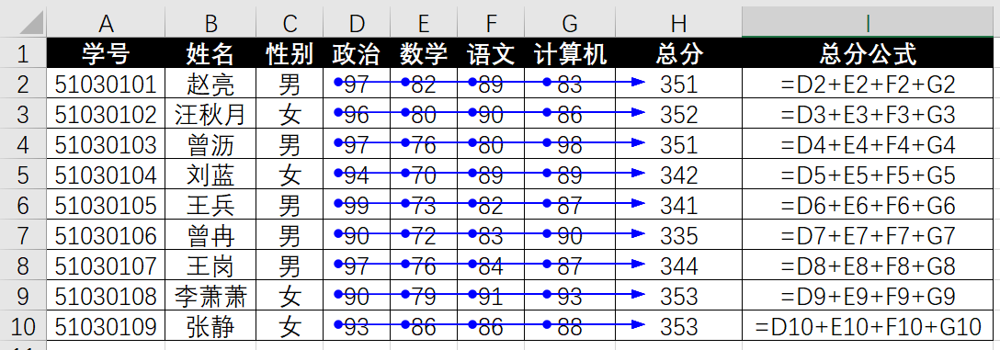 A B C D E F G H I
1 学号 姓名 性别 政治 数学 语文 计算机 总分 总分公式
2 51030101 赵亮 男 97 82 89 83 351 =D2+E2+F2+G2
3 51030102 汪秋月 女 96 80 90 86 352 =D3+E3+F3+G3
4 51030103 曾沥 男 97 76 80 98 351 =D4+E4+F4+G4
5 51030104 刘蓝 女 94 70 89 89 342 =D5+E5+F5+G5
6 51030105 王兵 男 99 73 82 87 341 =D6+E6+F6+G6
7 51030106 曾冉 男 90 72 83 90 335 =D7+E7+F7+G7
8 51030107 王岗 男 97 76 84 87 344 =D8+E8+F8+G8
9 51030108 李萧萧 女 90 79 91 93 353 =D9+E9+F9+G9
10 51030109 张静 女 93 86 86 88 353 =D10+E10+F10+G10